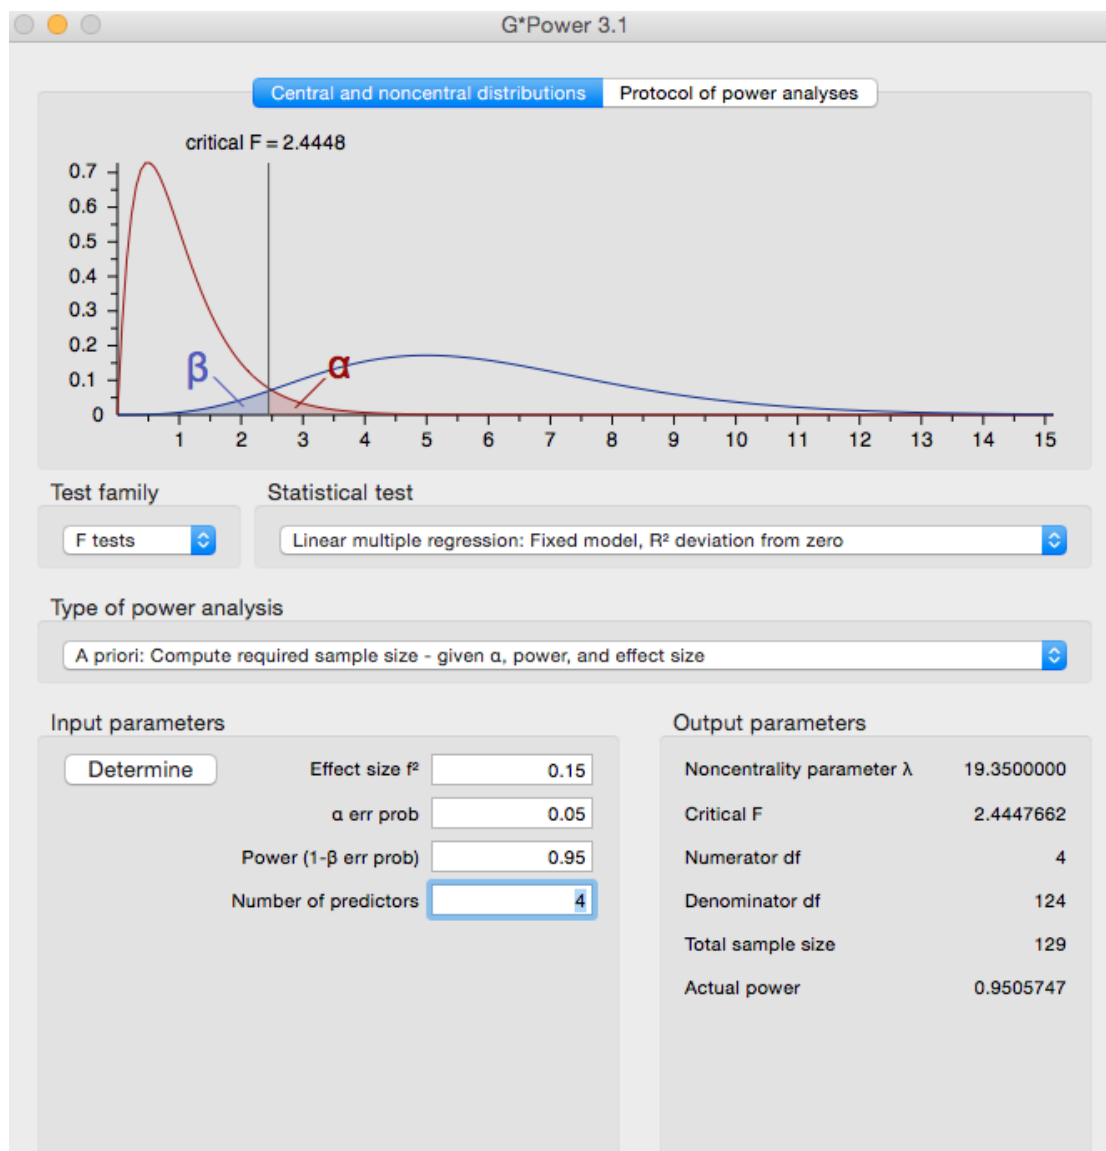 G*Power 3.1
Central and noncentral distributions Protocol of power analyses
critical F = 2.4448
0.7
0.6
0.5
0.4
0.3
0.2
0.1
0
β α
1 2 3 4 5 6 7 8 9 10 11 12 13 14 15
Test family Statistical test
F tests Linear multiple regression: Fixed model, R² deviation from zero
Type of power analysis
A priori: Compute required sample size - given α, power, and effect size
Input parameters Output parameters
Determine Effect size f² 0.15 Noncentrality parameter λ 19.3500000
α err prob 0.05 Critical F 2.4447662
Power (1-β err prob) 0.95 Numerator df 4
Number of predictors 4 Denominator df 124
Total sample size 129
Actual power 0.9505747